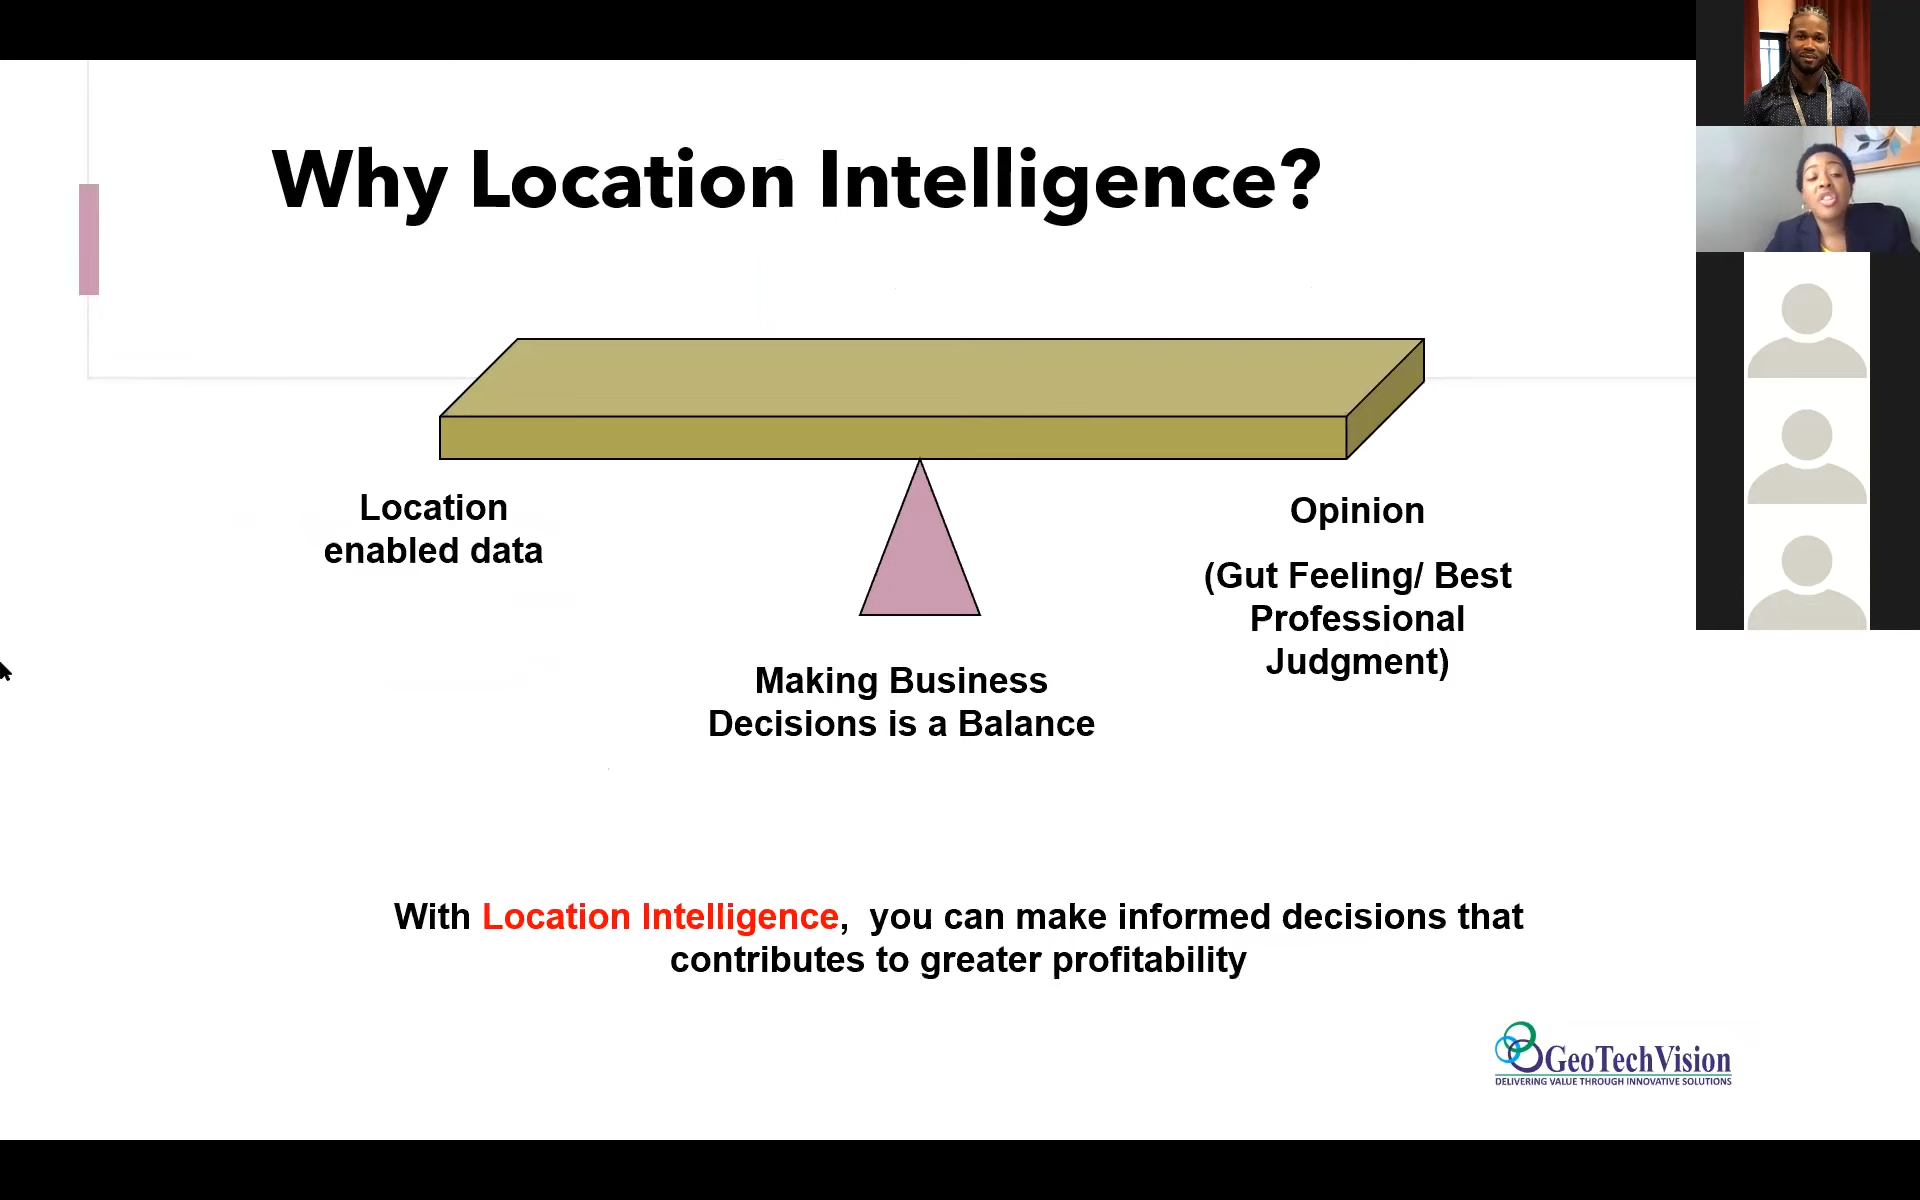 Why Location Intelligence?
Location
enabled data
Opinion
(Gut Feeling/ Best
Professional
Judgment)
Making Business
Decisions is a Balance
With Location Intelligence,  you can make informed decisions that
contributes to greater profitability
GeoTechVision
DELIVERING VALUE THROUGH INNOVATIVE SOLUTIONS